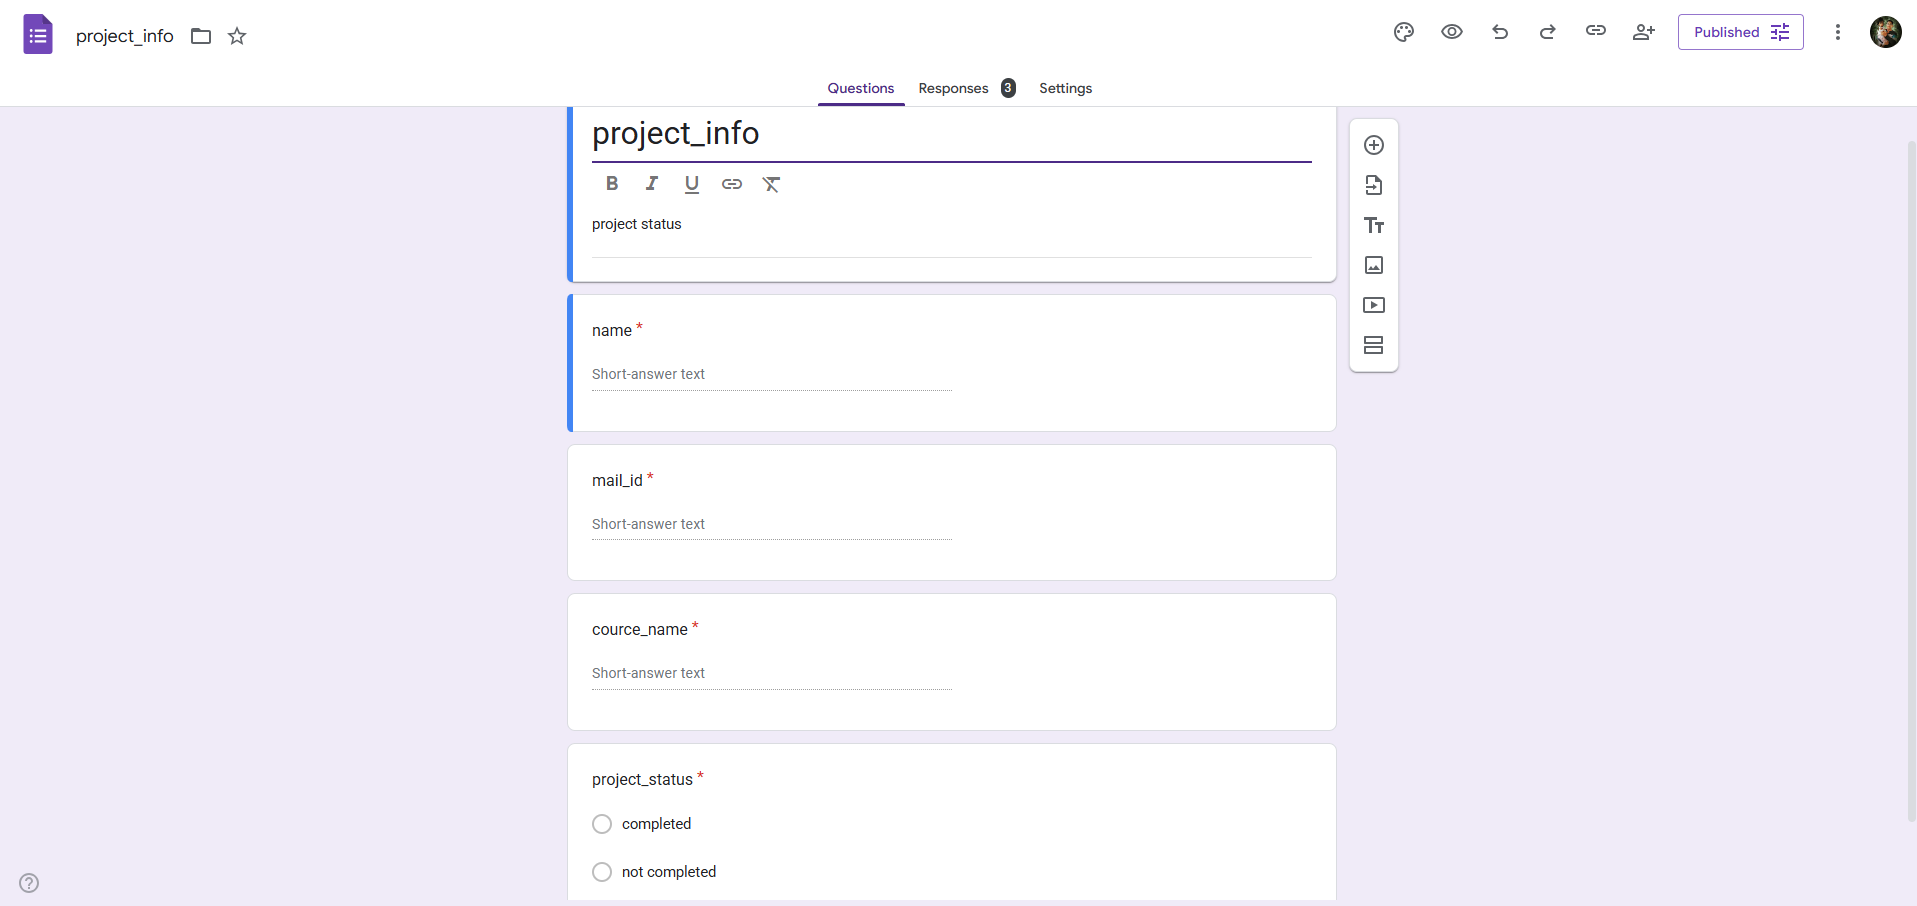 project_info
Published
Questions Responses 3 Settings
project_info
B I U
project status
name *
Short-answer text
mail_id *
Short-answer text
cource_name *
Short-answer text
project_status *
completed
not completed